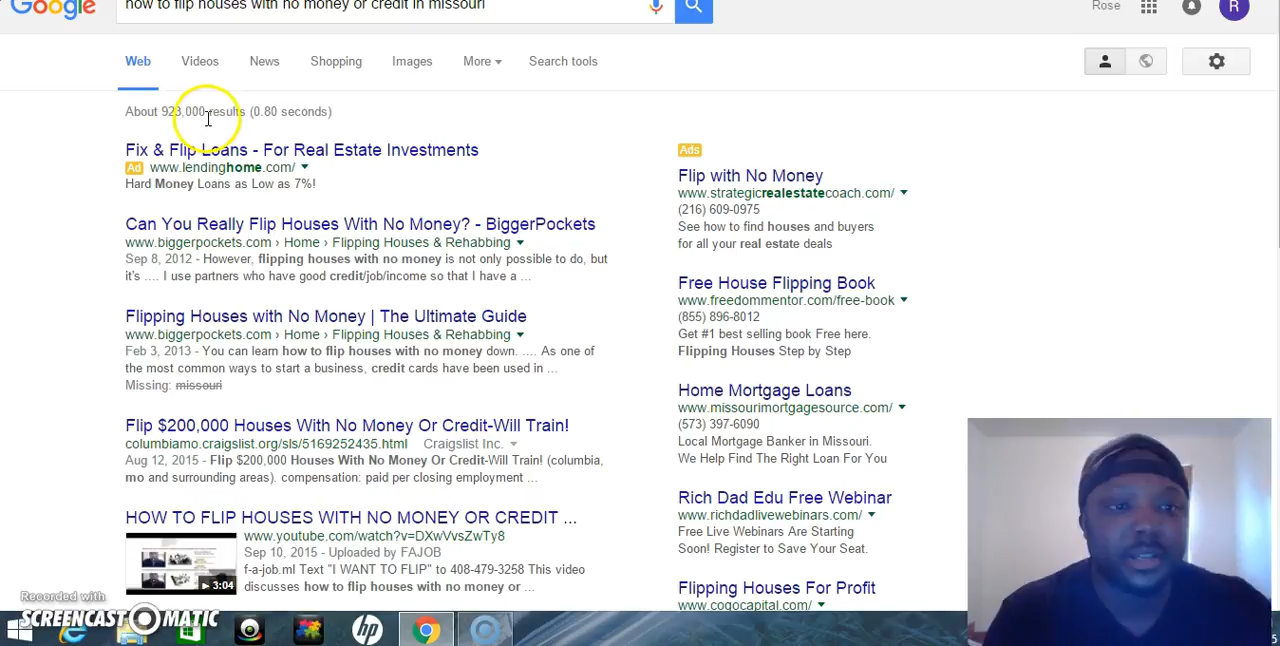 Google
how to flip houses with no money or credit in missouri
Rose
R
Web Videos News Shopping Images More Search tools
About 923,000 results (0.80 seconds)
Fix & Flip Loans - For Real Estate Investments
Ad www.lendinghome.com/
Hard Money Loans as Low as 7%!
Can You Really Flip Houses With No Money? - BiggerPockets
www.biggerpockets.com › Home › Flipping Houses & Rehabbing
Sep 8, 2012 - However, flipping houses with no money is not only possible to do, but
it's .... I use partners who have good credit/job/income so that I have a ...
Flipping Houses with No Money | The Ultimate Guide
www.biggerpockets.com › Home › Flipping Houses & Rehabbing
Feb 3, 2013 - You can learn how to flip houses with no money down. .... As one of
the most common ways to start a business, credit cards have been used in ...
Missing: missouri
Flip $200,000 Houses With No Money Or Credit-Will Train!
columbiamo.craigslist.org/sls/5169252435.html Craigslist Inc.
Aug 12, 2015 - Flip $200,000 Houses With No Money Or Credit-Will Train! (columbia,
mo and surrounding areas). compensation: paid per closing employment ...
HOW TO FLIP HOUSES WITH NO MONEY OR CREDIT ...
www.youtube.com/watch?v=DXwVvsZwTy8
Sep 10, 2015 - Uploaded by FAJOB
f-a-job.ml Text "I WANT TO FLIP" to 408-479-3258 This video
discusses how to flip houses with no money or ...
3:04
Ads
Flip with No Money
www.strategicrealestatecoach.com/
(216) 609-0975
See how to find houses and buyers
for all your real estate deals
Free House Flipping Book
www.freedommentor.com/free-book
(855) 896-8012
Get #1 best selling book Free here.
Flipping Houses Step by Step
Home Mortgage Loans
www.missourimortgagesource.com/
(573) 397-6090
Local Mortgage Banker in Missouri.
We Help Find The Right Loan For You
Rich Dad Edu Free Webinar
www.richdadlivewebinars.com/
Free Live Webinars Are Starting
Soon! Register to Save Your Seat.
Flipping Houses For Profit
www.cogocapital.com/
Recorded with
SCREENCAST-O-MATIC
hp